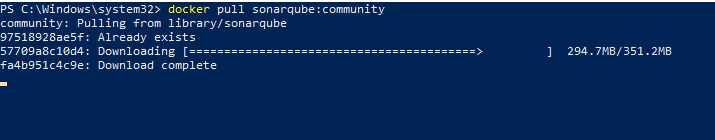 PS C:\Windows\system32> docker pull sonarqube:community
community: Pulling from library/sonarqube
97518928ae5f: Already exists
57709a8c10d4: Downloading [==========================================>        ]  294.7MB/351.2MB
fa4b951c4c9e: Download complete